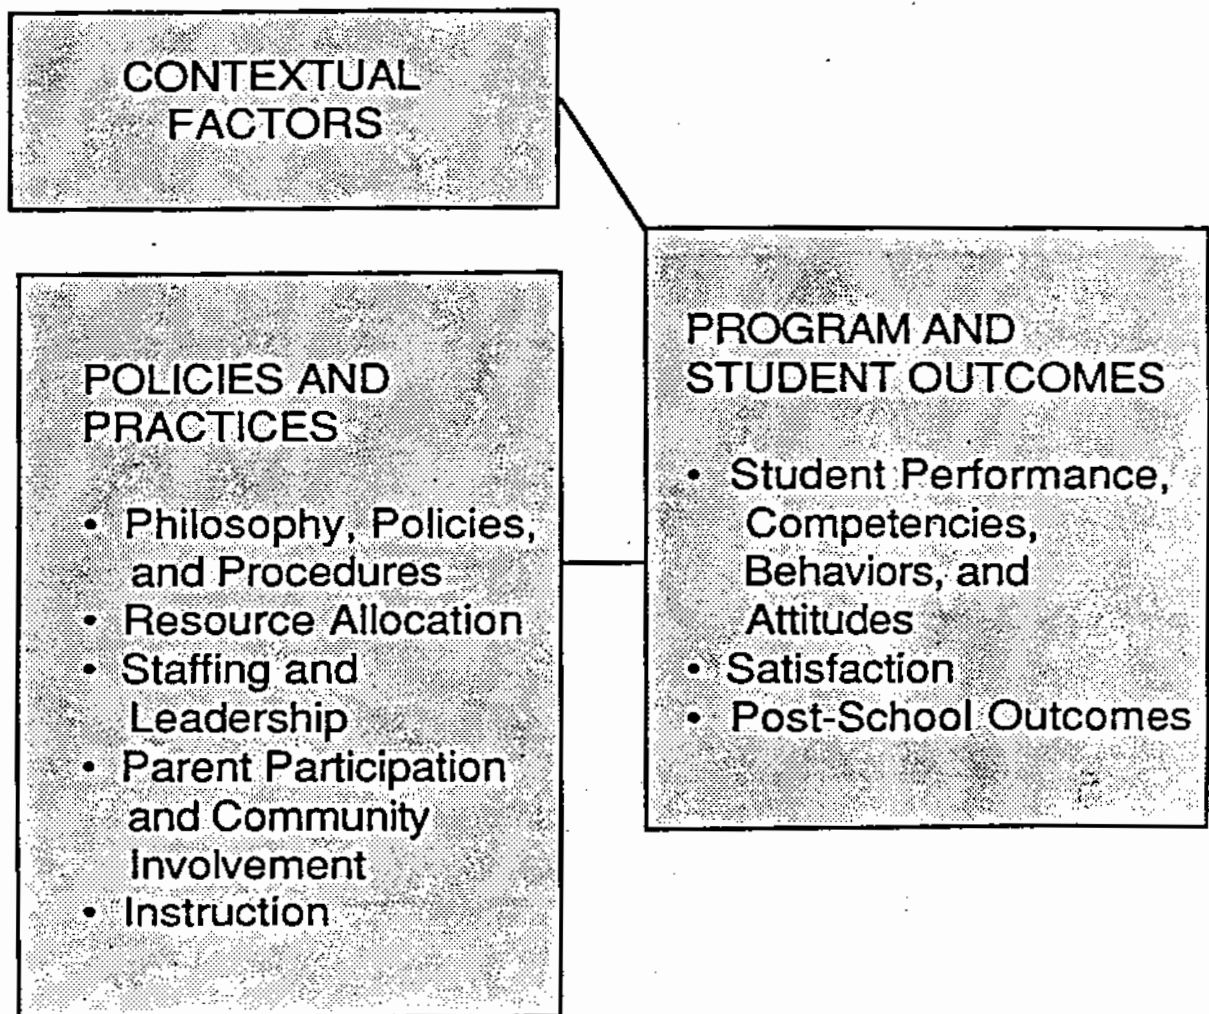 CONTEXTUAL
FACTORS
POLICIES AND
PRACTICES
• Philosophy, Policies,
and Procedures
• Resource Allocation
• Staffing and
Leadership
• Parent Participation
and Community
Involvement
• Instruction
PROGRAM AND
STUDENT OUTCOMES
• Student Performance,
Competencies,
Behaviors, and
Attitudes
• Satisfaction
• Post-School Outcomes